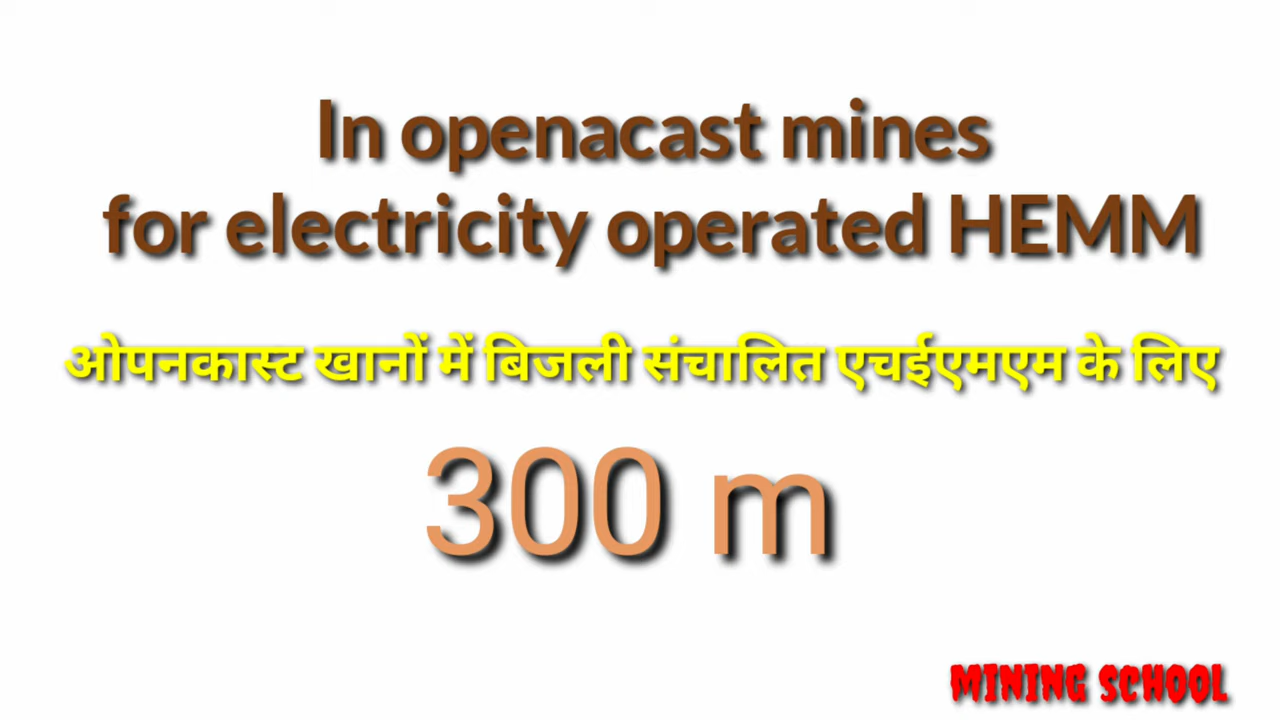 In openacast mines
for electricity operated HEMM
ओपनकास्ट खानों में बिजली संचालित एचईएमएम के लिए
300 m
MINING SCHOOL